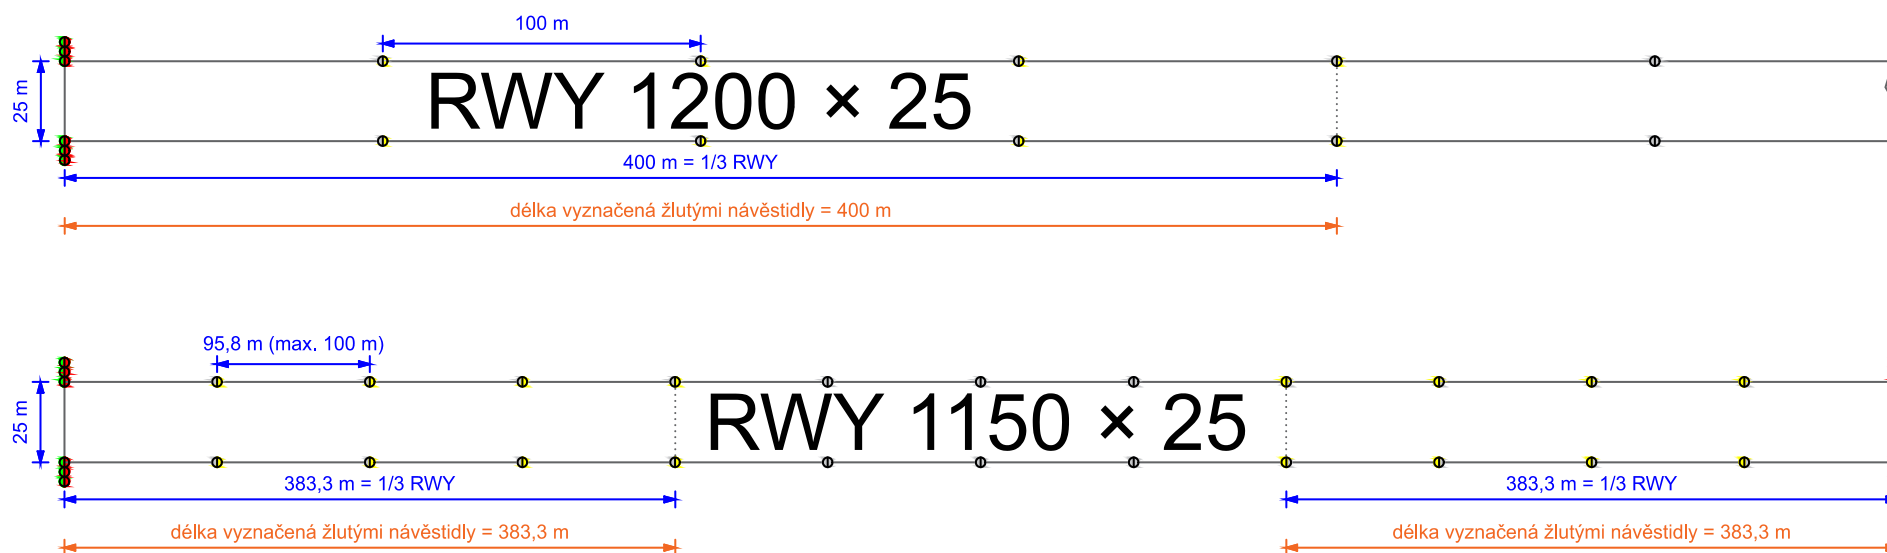 100 m
25 m
RWY 1200 × 25
400 m = 1/3 RWY
délka vyznačená žlutými návěstidly = 400 m
95,8 m (max. 100 m)
25 m
RWY 1150 × 25
383,3 m = 1/3 RWY
383,3 m = 1/3 RWY
délka vyznačená žlutými návěstidly = 383,3 m
délka vyznačená žlutými návěstidly = 383,3 m